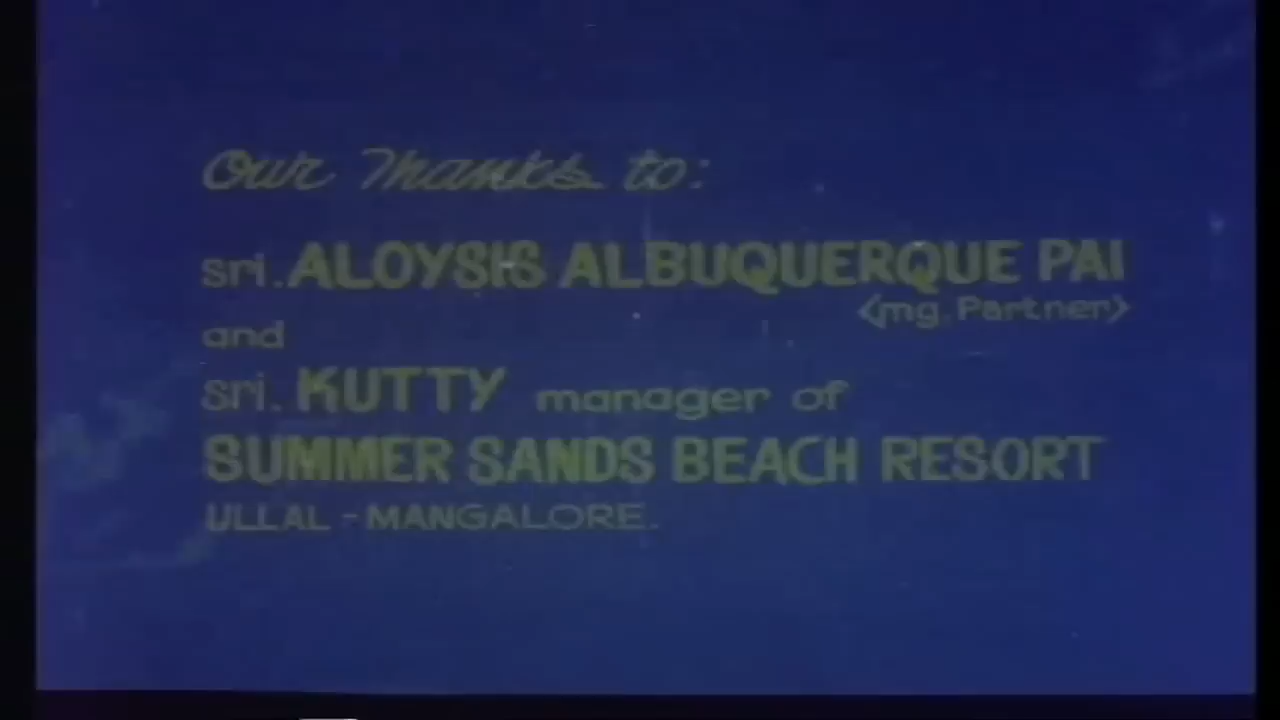 Our Thanks to:
sri. ALOYSIS ALBUQUERQUE PAI
<mg. Partner>
and
sri. KUTTY manager of
SUMMER SANDS BEACH RESORT
ULLAL - MANGALORE.